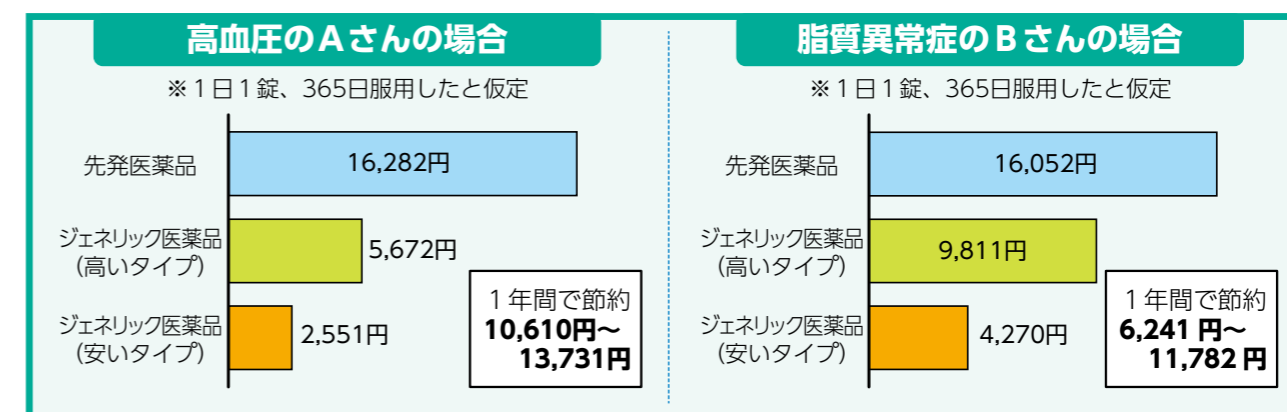 高血圧のAさんの場合
※1日1錠、365日服用したと仮定
先発医薬品
16,282円
ジェネリック医薬品
(高いタイプ)
5,672円
ジェネリック医薬品
(安いタイプ)
2,551円
1年間で節約
10,610円～
13,731円
脂質異常症のBさんの場合
※1日1錠、365日服用したと仮定
先発医薬品
16,052円
ジェネリック医薬品
(高いタイプ)
9,811円
ジェネリック医薬品
(安いタイプ)
4,270円
1年間で節約
6,241円～
11,782円